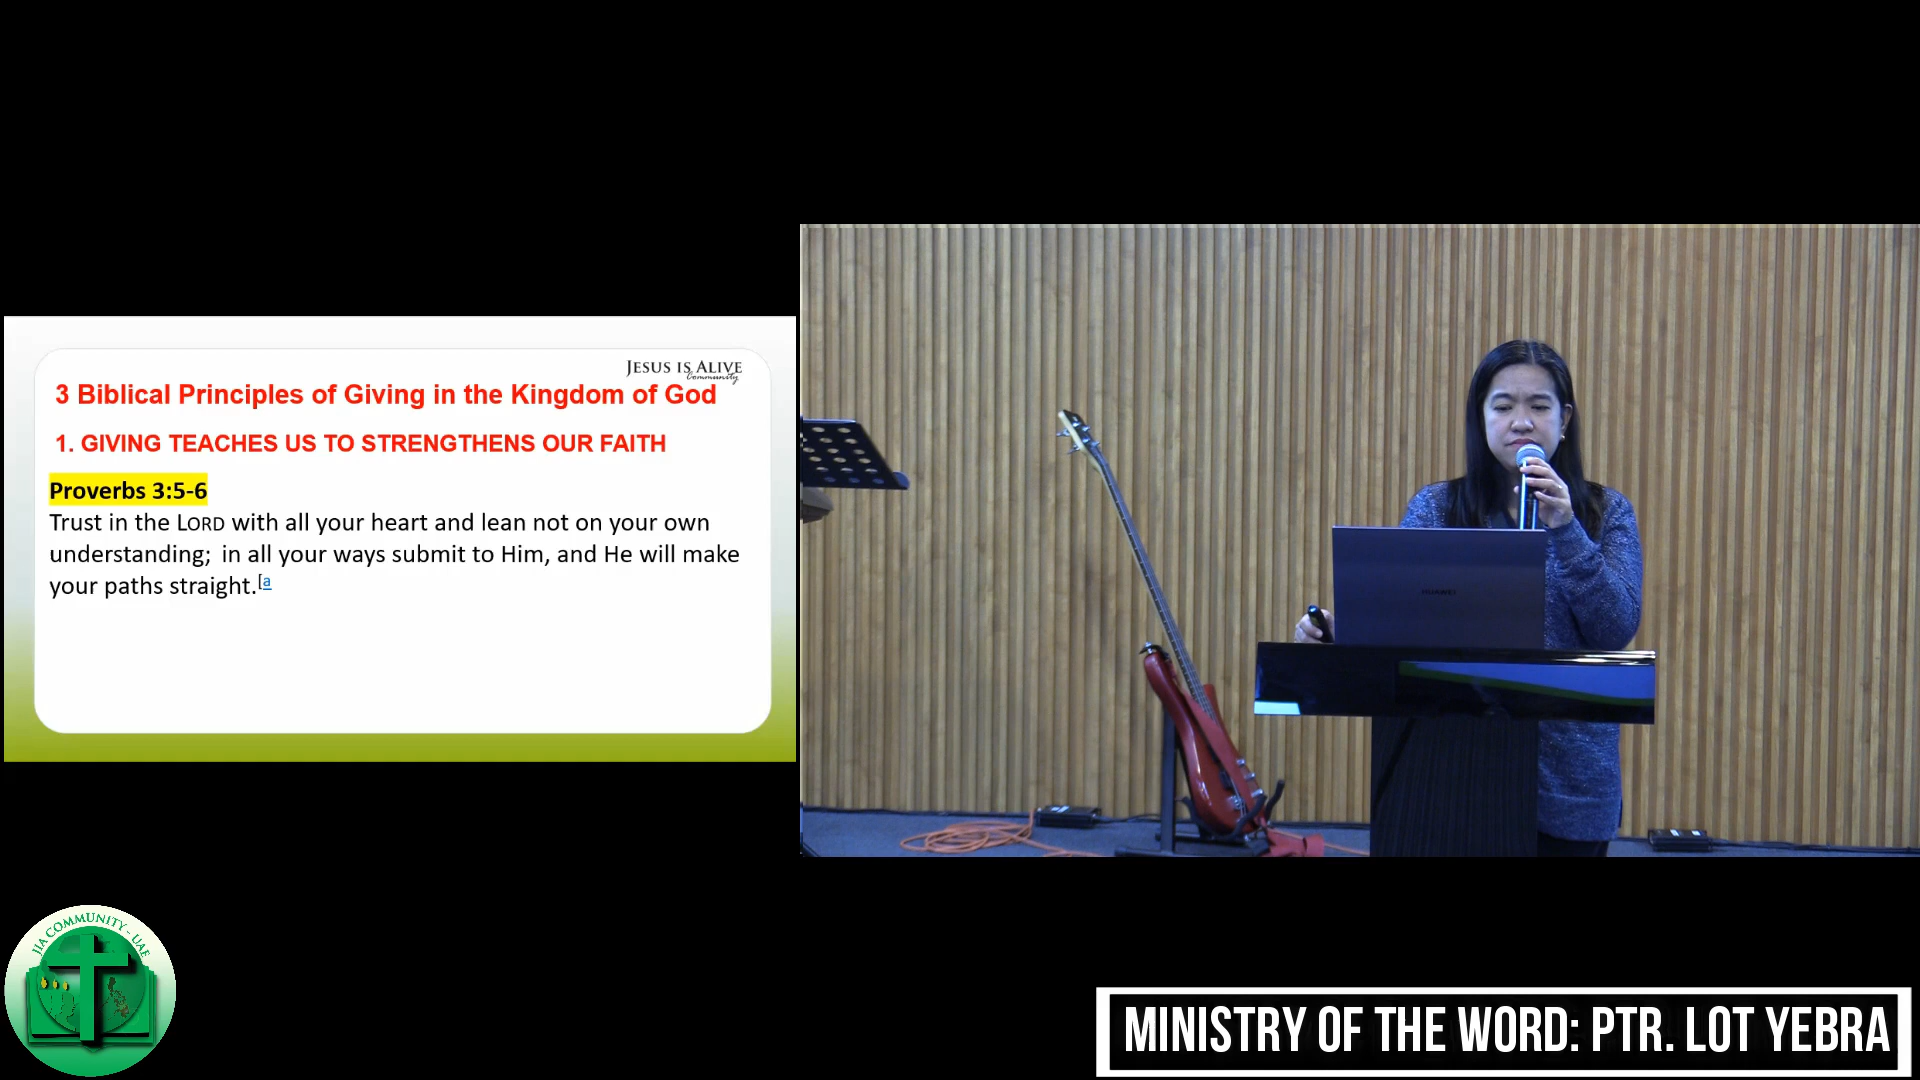 JESUS IS ALIVE
Community
3 Biblical Principles of Giving in the Kingdom of God
1. GIVING TEACHES US TO STRENGTHENS OUR FAITH
Proverbs 3:5-6
Trust in the LORD with all your heart and lean not on your own
understanding; in all your ways submit to Him, and He will make
your paths straight.[a
HUAWEI
JIA COMMUNITY - UAE
MINISTRY OF THE WORD: PTR. LOT YEBRA